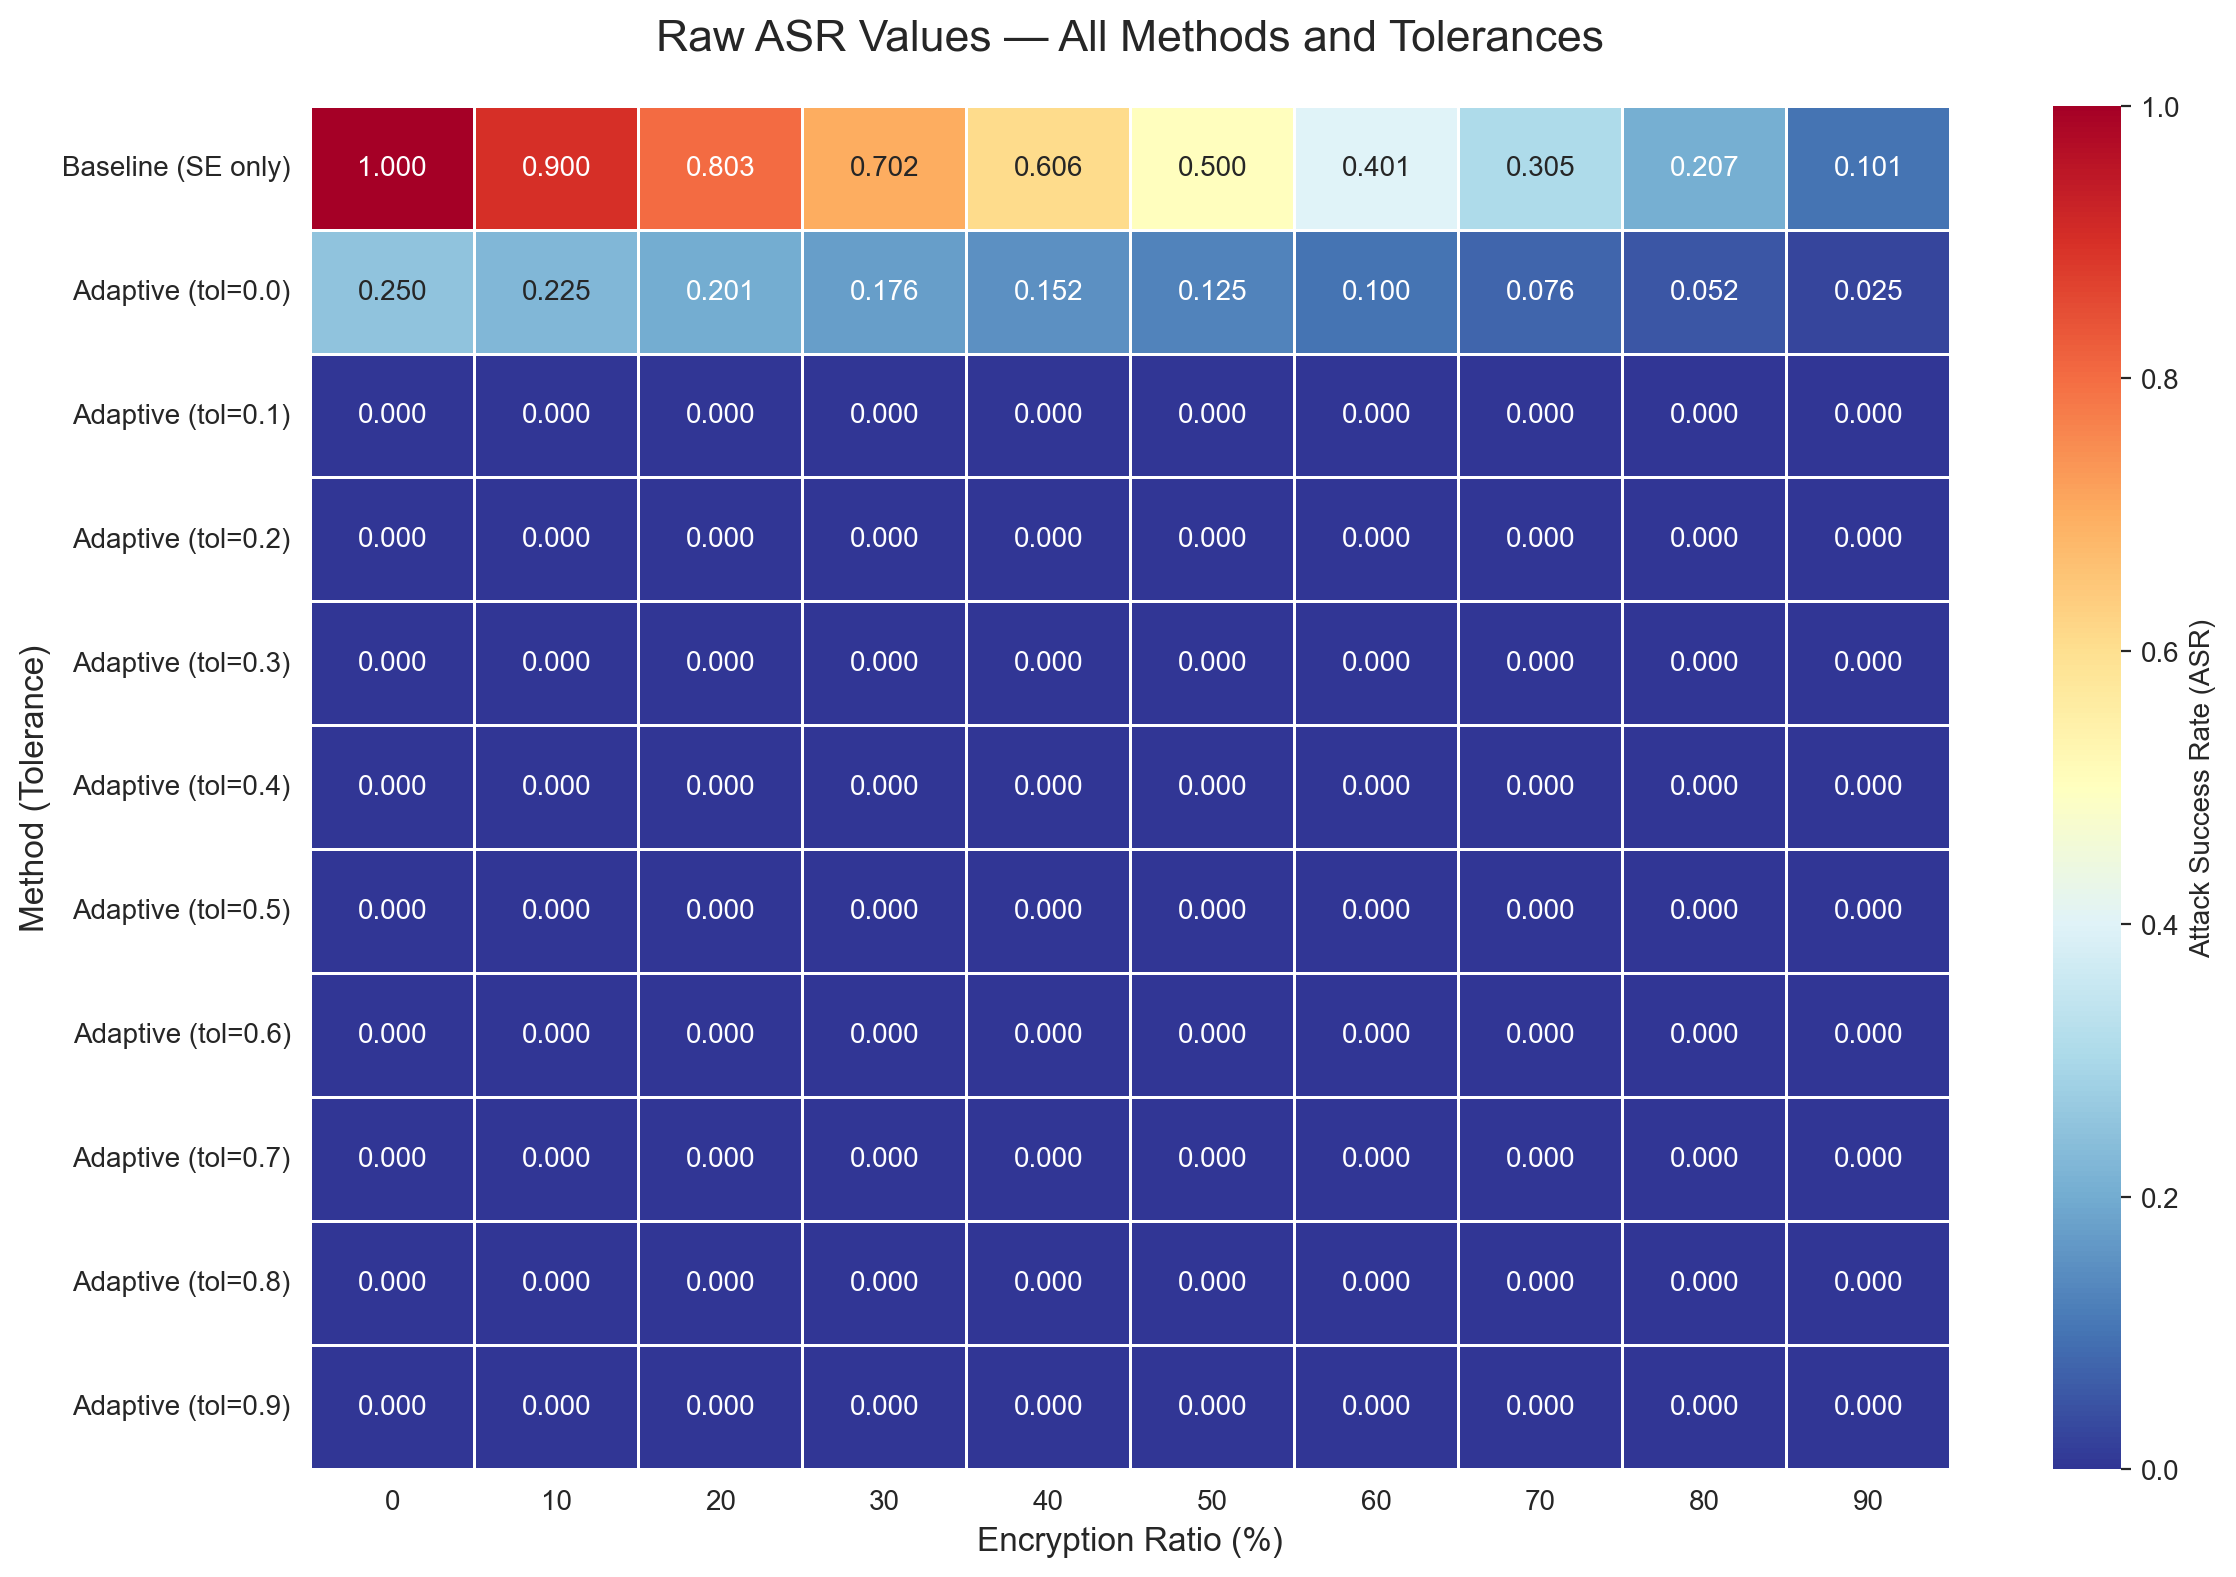 Raw ASR Values — All Methods and Tolerances
Baseline (SE only) 1.000 0.900 0.803 0.702 0.606 0.500 0.401 0.305 0.207 0.101
Adaptive (tol=0.0) 0.250 0.225 0.201 0.176 0.152 0.125 0.100 0.076 0.052 0.025
Adaptive (tol=0.1) 0.000 0.000 0.000 0.000 0.000 0.000 0.000 0.000 0.000 0.000
Adaptive (tol=0.2) 0.000 0.000 0.000 0.000 0.000 0.000 0.000 0.000 0.000 0.000
Adaptive (tol=0.3) 0.000 0.000 0.000 0.000 0.000 0.000 0.000 0.000 0.000 0.000
Adaptive (tol=0.4) 0.000 0.000 0.000 0.000 0.000 0.000 0.000 0.000 0.000 0.000
Adaptive (tol=0.5) 0.000 0.000 0.000 0.000 0.000 0.000 0.000 0.000 0.000 0.000
Adaptive (tol=0.6) 0.000 0.000 0.000 0.000 0.000 0.000 0.000 0.000 0.000 0.000
Adaptive (tol=0.7) 0.000 0.000 0.000 0.000 0.000 0.000 0.000 0.000 0.000 0.000
Adaptive (tol=0.8) 0.000 0.000 0.000 0.000 0.000 0.000 0.000 0.000 0.000 0.000
Adaptive (tol=0.9) 0.000 0.000 0.000 0.000 0.000 0.000 0.000 0.000 0.000 0.000
0 10 20 30 40 50 60 70 80 90
Encryption Ratio (%)
Method (Tolerance)
1.0
0.8
0.6
0.4
0.2
0.0
Attack Success Rate (ASR)